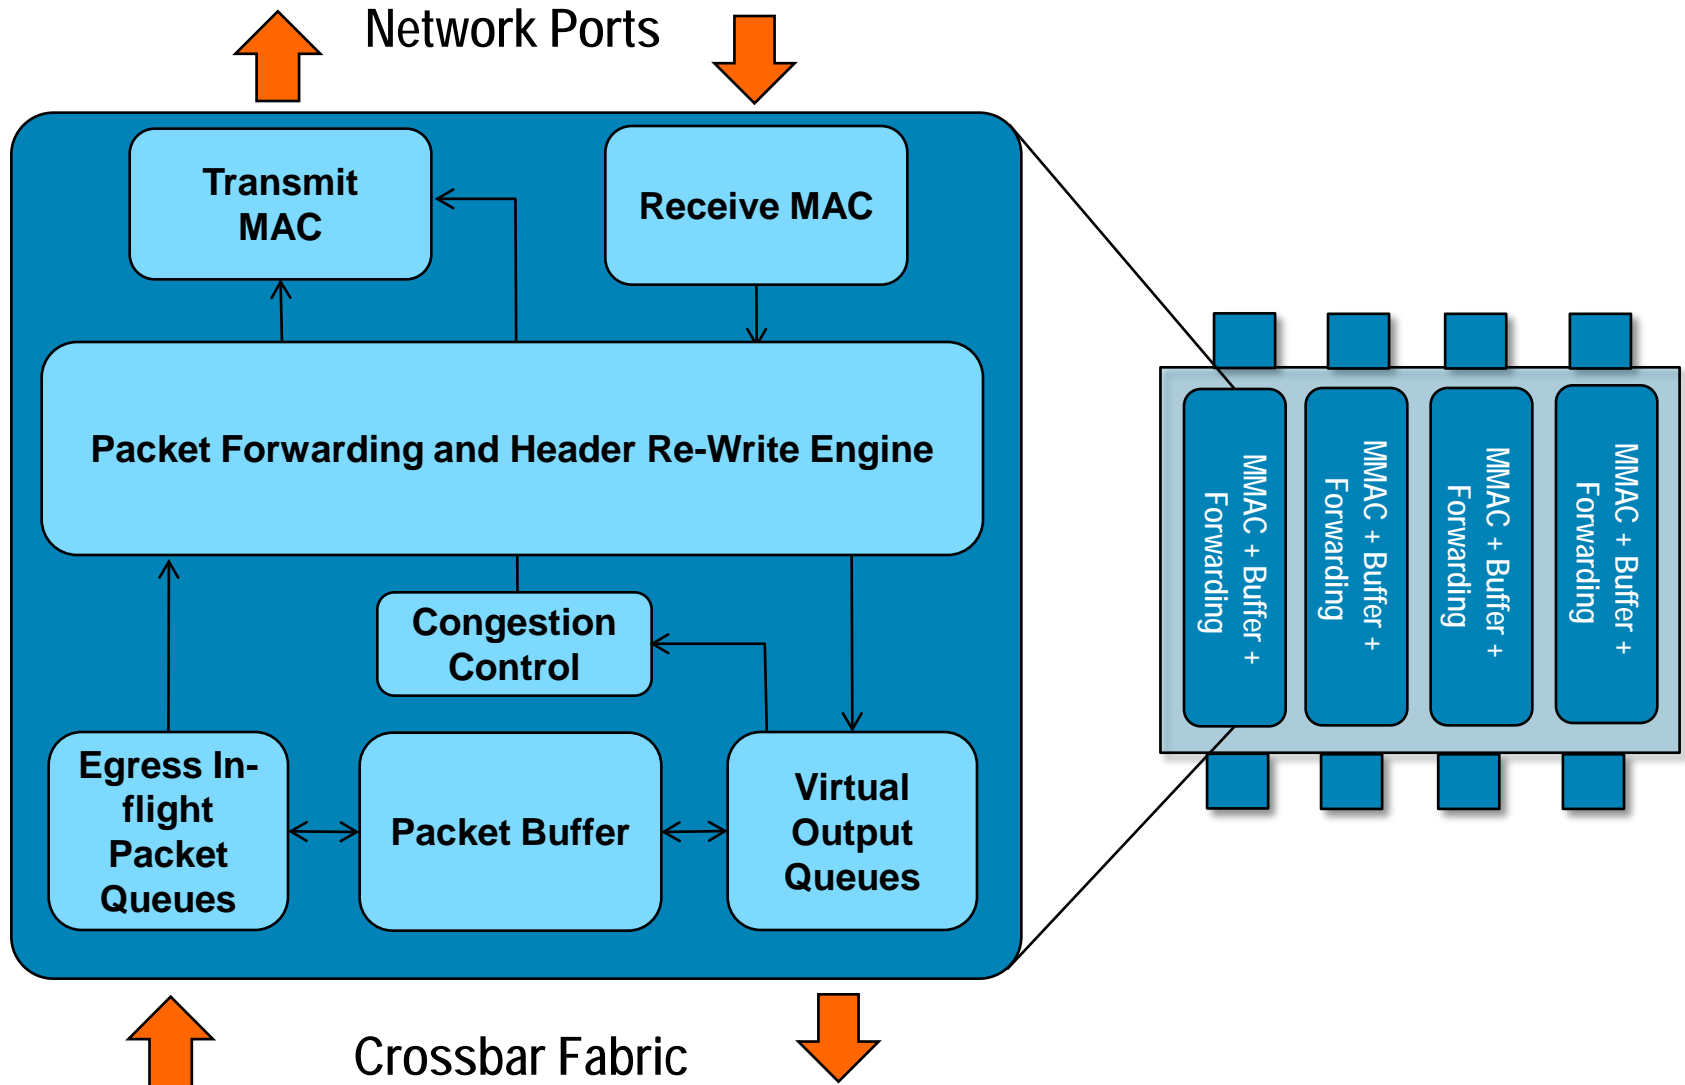 Network Ports
Transmit
MAC
Receive MAC
Packet Forwarding and Header Re-Write Engine
Congestion
Control
Egress In-
flight
Packet
Queues
Packet Buffer
Virtual
Output
Queues
Crossbar Fabric
MMAC + Buffer +
Forwarding
MMAC + Buffer +
Forwarding
MMAC + Buffer +
Forwarding
MMAC + Buffer +
Forwarding